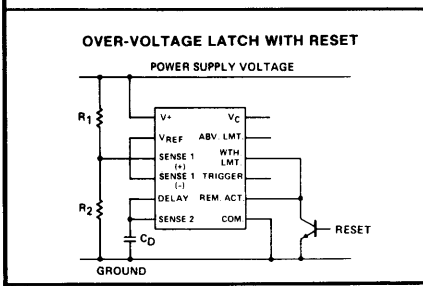 OVER-VOLTAGE LATCH WITH RESET
POWER SUPPLY VOLTAGE
R1
V+
VC
VREF
ABV. LMT.
SENSE 1
(+)
WTH
LMT.
SENSE 1
(-)
TRIGGER
R2
DELAY
REM. ACT.
SENSE 2
COM.
CD
RESET
GROUND